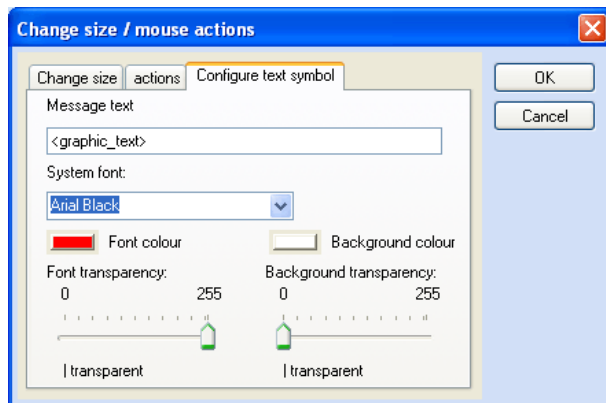 Change size / mouse actions
Change size actions Configure text symbol
OK
Cancel
Message text
<graphic_text>
System font:
Arial Black
Font colour Background colour
Font transparency: Background transparency:
0 255 0 255
| transparent | transparent